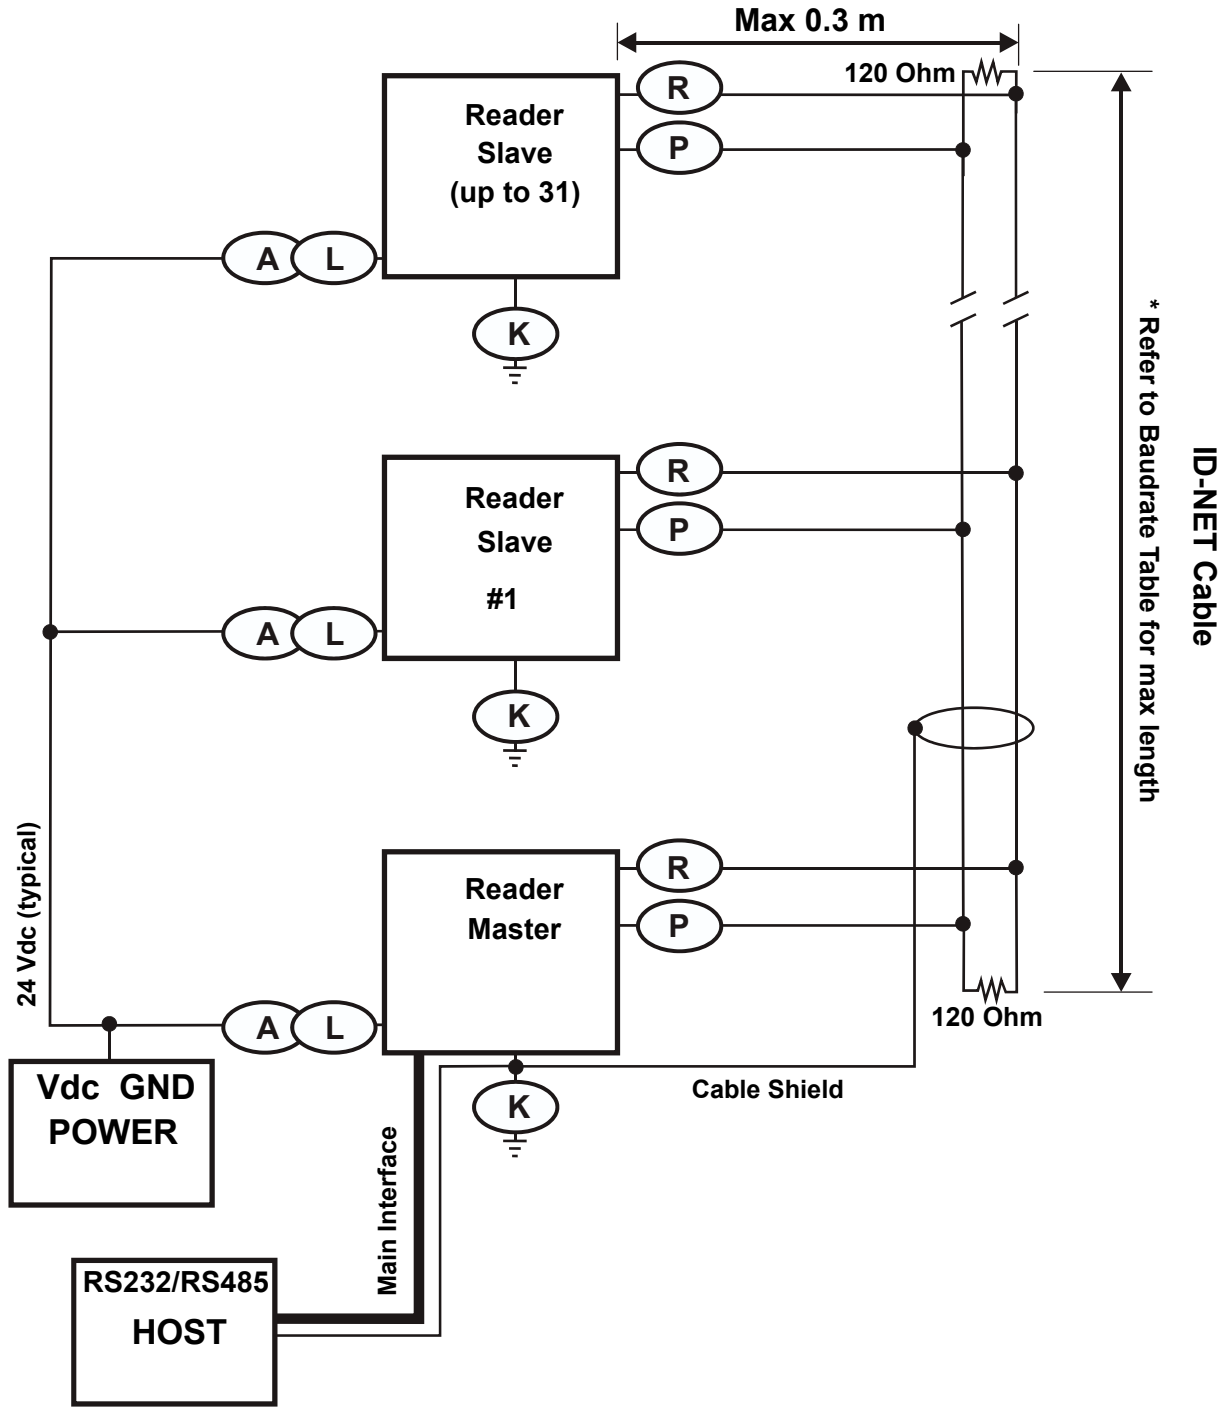 Max 0.3 m
120 Ohm
Reader
Slave
(up to 31)
R
P
A L
K
Reader
Slave
#1
R
P
A L
K
Reader
Master
R
P
A L
K
120 Ohm
* Refer to Baudrate Table for max length
ID-NET Cable
24 Vdc (typical)
Vdc GND
POWER
Cable Shield
Main Interface
RS232/RS485
HOST